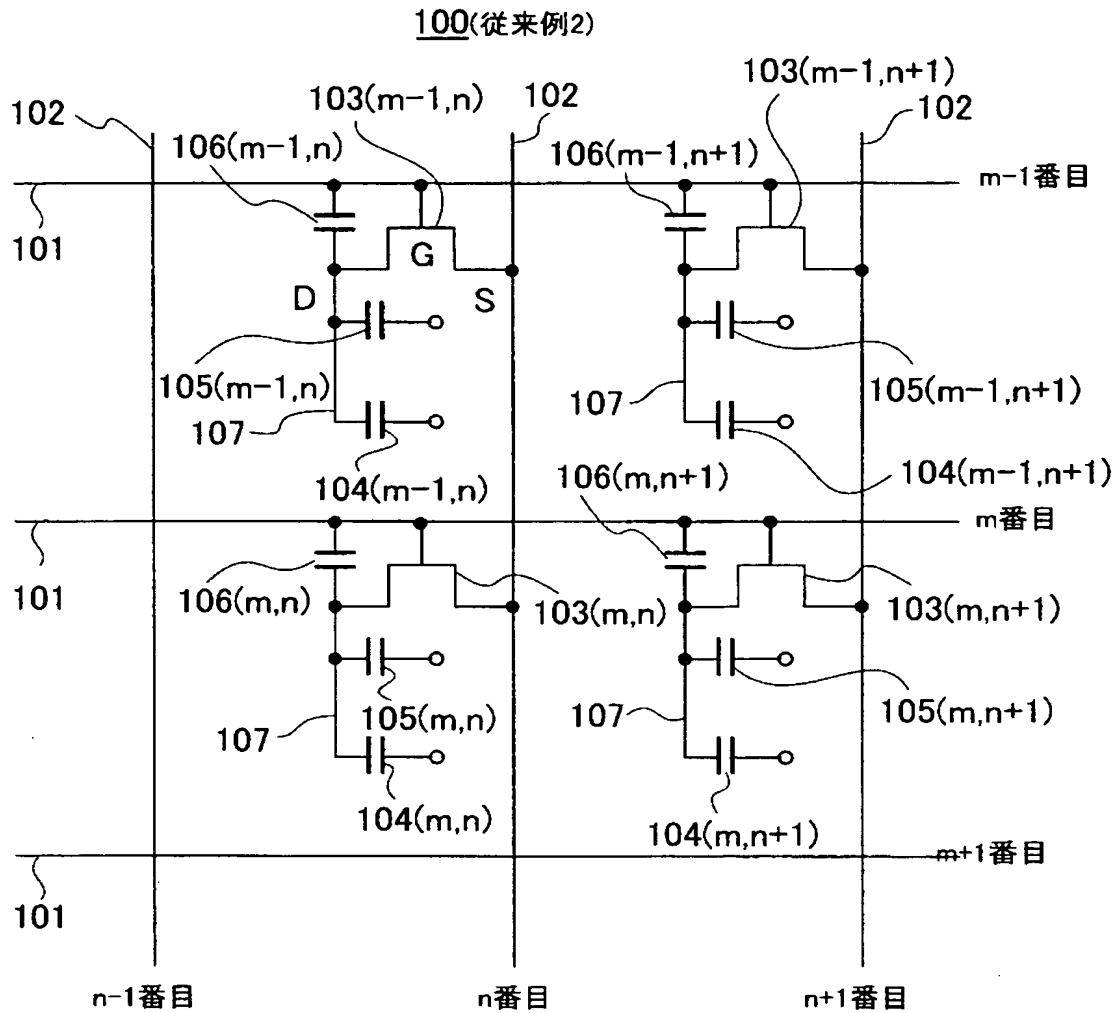 100(従来例2)
103(m-1,n+1)
103(m-1,n)
102
102
102
106(m-1,n)
106(m-1,n+1)
m-1番目
101
G
D
S
105(m-1,n)
105(m-1,n+1)
107
107
104(m-1,n)
106(m,n+1)
104(m-1,n+1)
m番目
101
106(m,n)
103(m,n)
103(m,n+1)
105(m,n)
105(m,n+1)
107
107
104(m,n)
104(m,n+1)
m+1番目
101
n-1番目
n番目
n+1番目